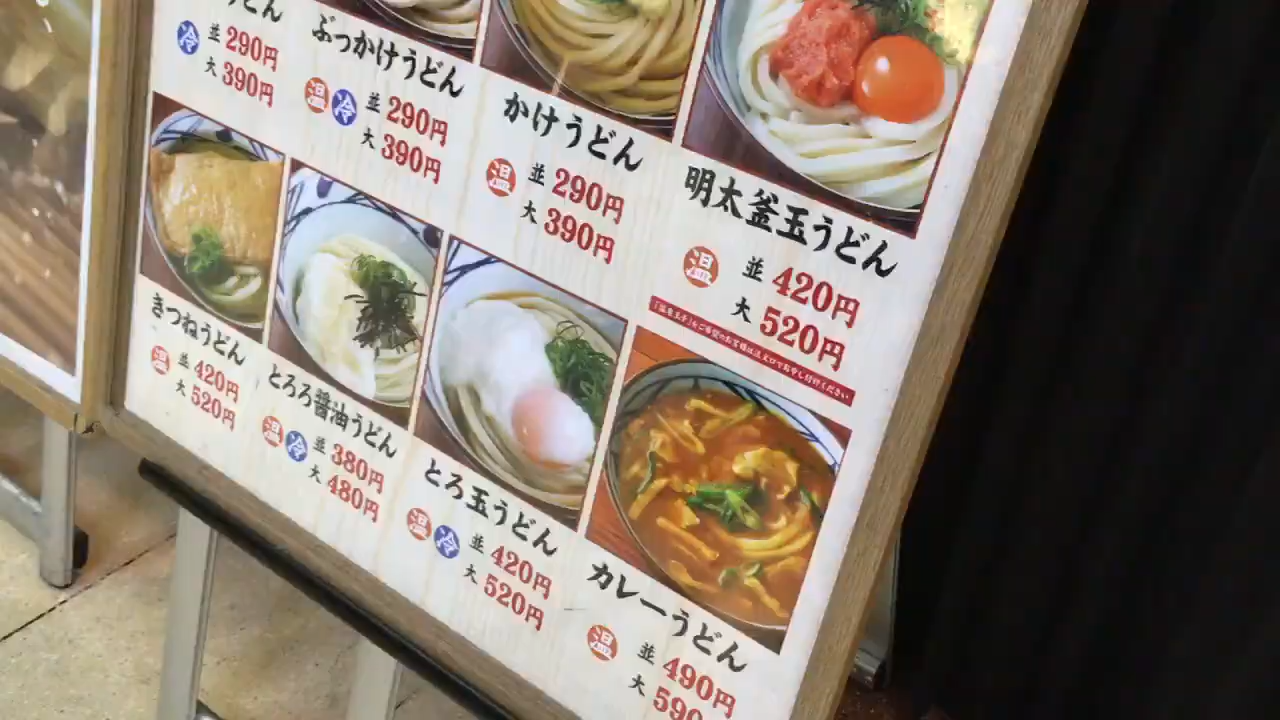 うどん
冷 並 290円
大 390円
ぶっかけうどん
温 冷 並 290円
大 390円
かけうどん
温 並 290円
大 390円
明太釜玉うどん
温 並 420円
大 520円
きつねうどん
温 並 420円
大 520円
とろろ醤油うどん
温 冷 並 380円
大 480円
とろ玉うどん
温 冷 並 420円
大 520円
カレーうどん
温 並 490円
大 590